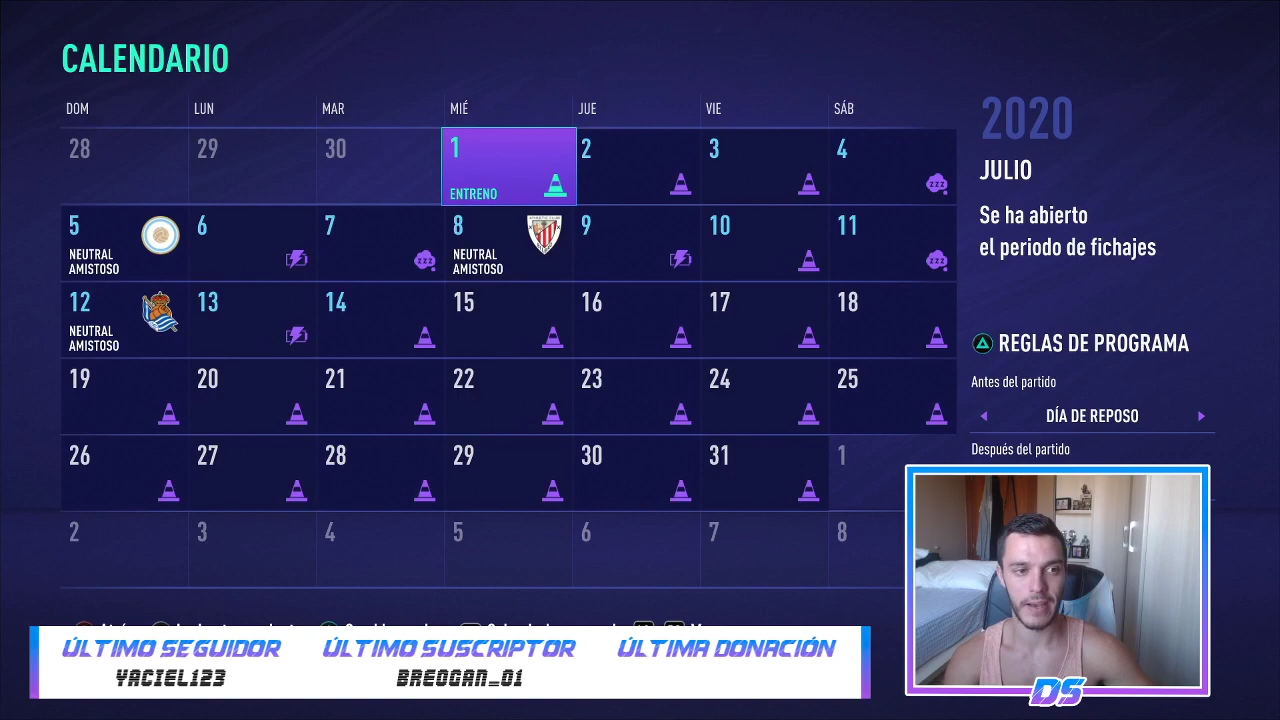 CALENDARIO
DOM LUN MAR MIÉ JUE VIE SÁB
28 29 30 1 2 3 4
ENTRENO
5 6 7 8 9 10 11
NEUTRAL NEUTRAL
AMISTOSO AMISTOSO
12 13 14 15 16 17 18
NEUTRAL
AMISTOSO
19 20 21 22 23 24 25
26 27 28 29 30 31 1
2 3 4 5 6 7 8
2020
JULIO
Se ha abierto
el periodo de fichajes
REGLAS DE PROGRAMA
Antes del partido
DÍA DE REPOSO
Después del partido
ÚLTIMO SEGUIDOR ÚLTIMO SUSCRIPTOR ÚLTIMA DONACIÓN
YACIEL123 BREOGAN_01
DS